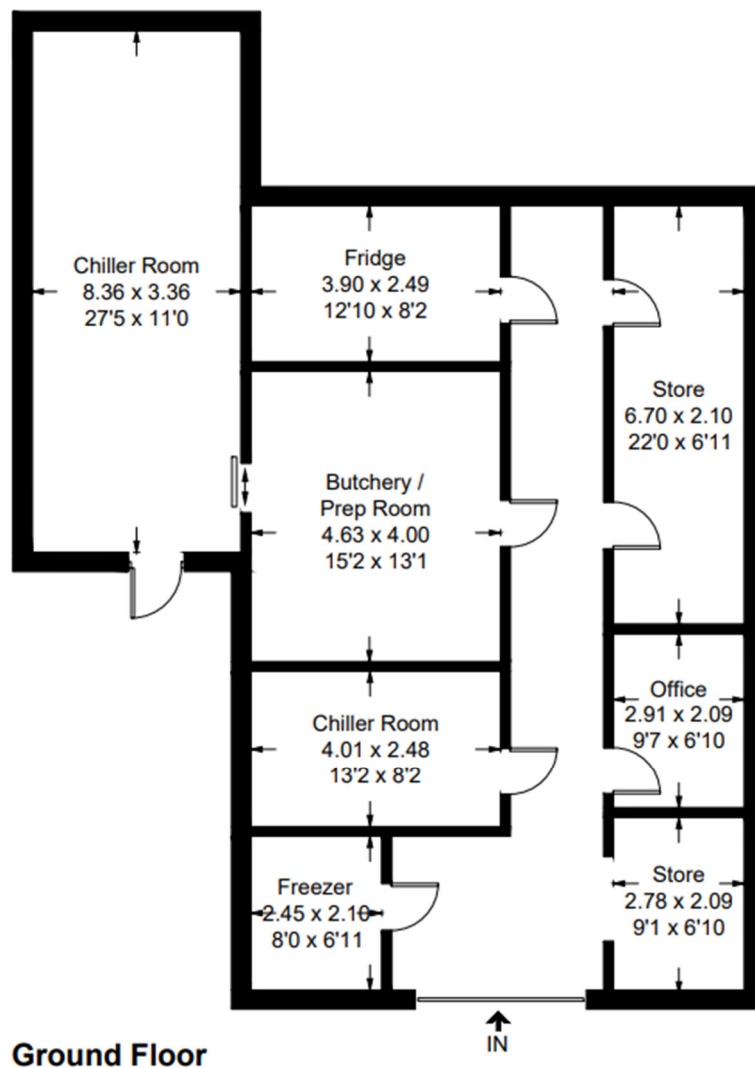 Chiller Room
8.36 x 3.36
27'5 x 11'0
Fridge
3.90 x 2.49
12'10 x 8'2
Store
6.70 x 2.10
22'0 x 6'11
Butchery /
Prep Room
4.63 x 4.00
15'2 x 13'1
Office
2.91 x 2.09
9'7 x 6'10
Chiller Room
4.01 x 2.48
13'2 x 8'2
Freezer
2.45 x 2.10
8'0 x 6'11
Store
2.78 x 2.09
9'1 x 6'10
IN
Ground Floor